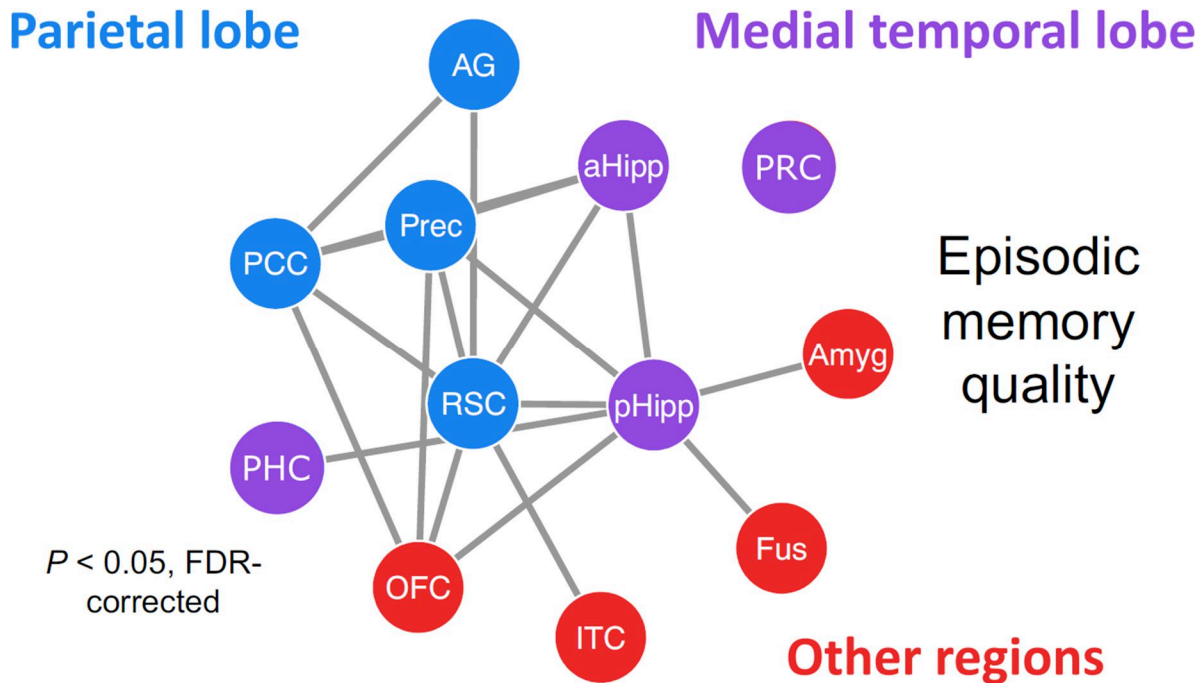 Parietal lobe
Medial temporal lobe
AG
aHipp
PRC
Prec
PCC
Episodic
memory
quality
Amyg
RSC
pHipp
PHC
Fus
P < 0.05, FDR-
corrected
OFC
ITC
Other regions